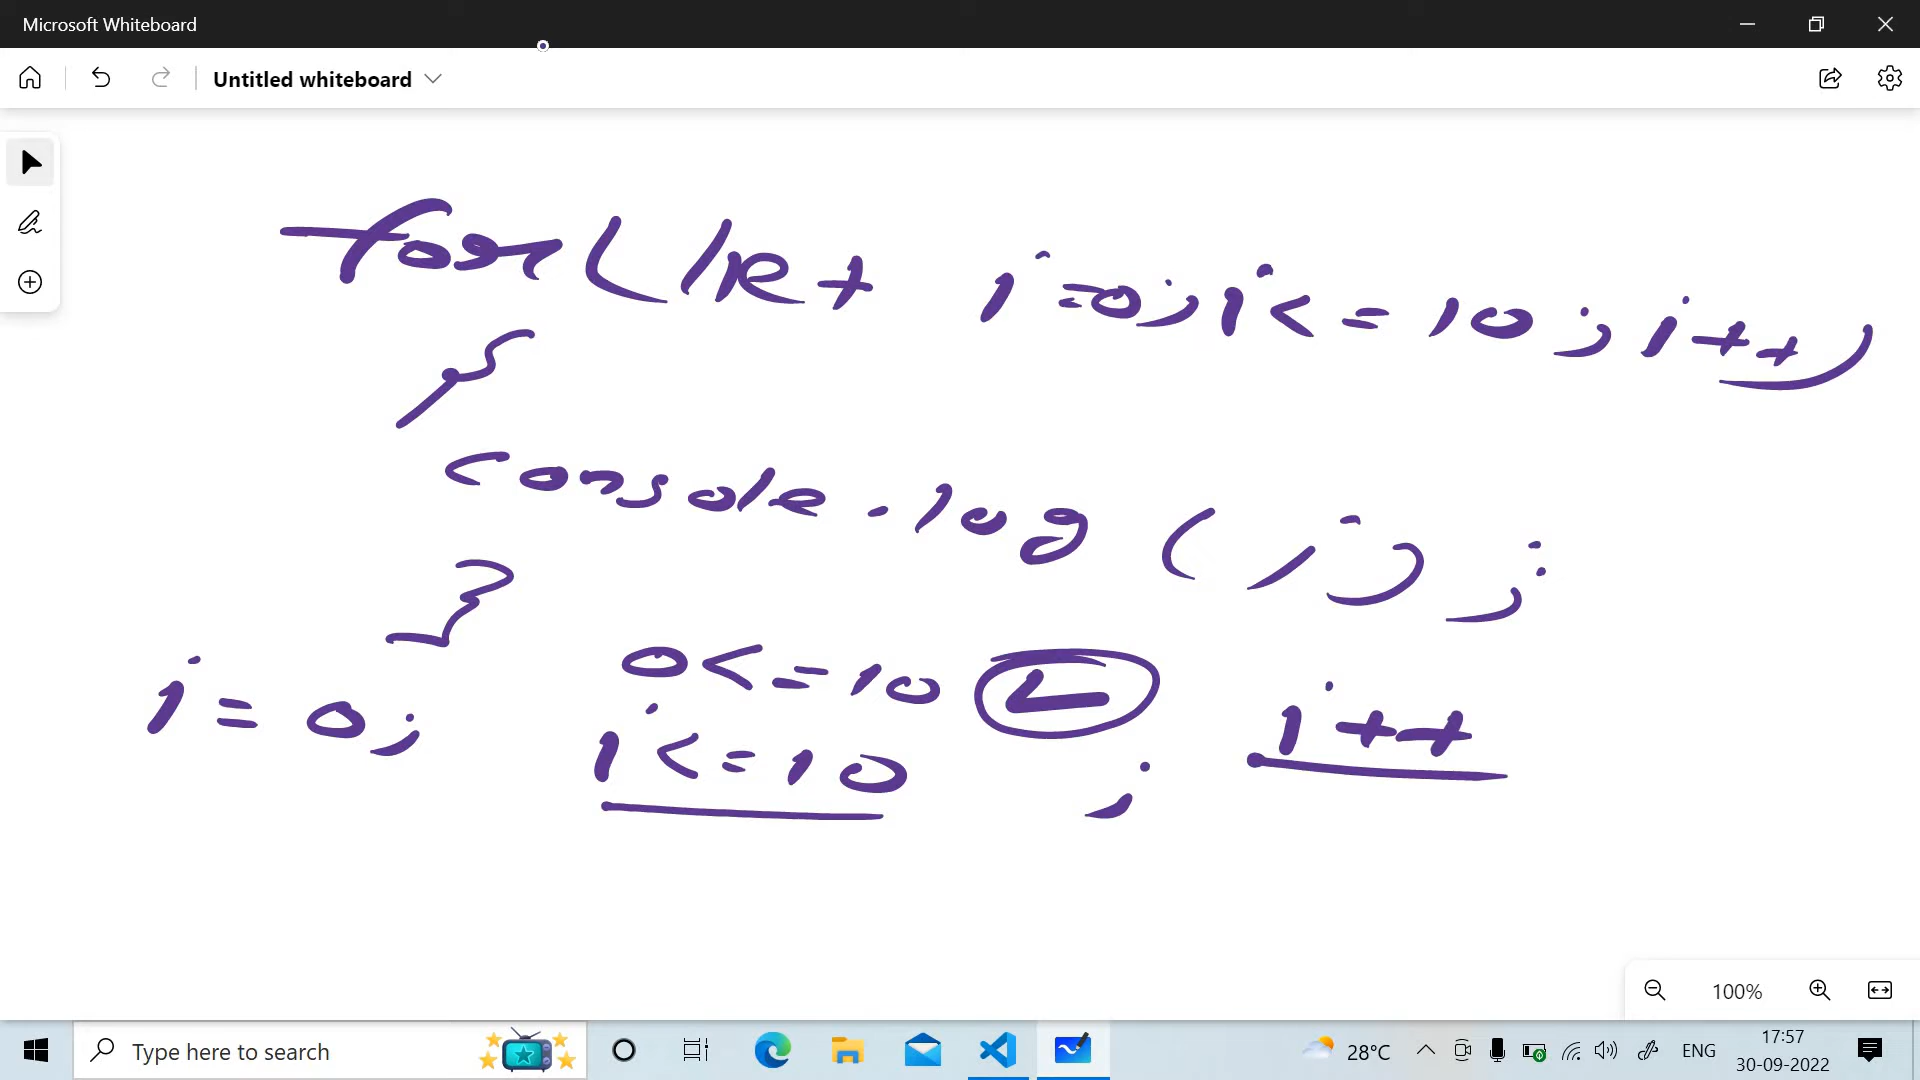 Microsoft Whiteboard
Untitled whiteboard
for( let i=0; i<=10; i++)
{
console.log (i);
}
0<=10
i = 0;
i<=10 ; i++
100%
Type here to search
28°C
ENG
17:57
30-09-2022